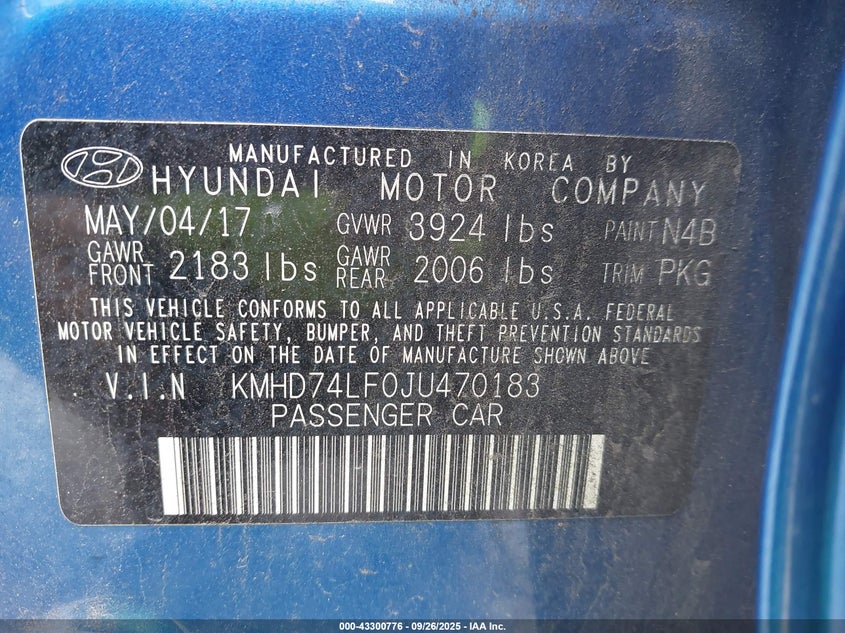 MANUFACTURED IN KOREA BY
HYUNDAI MOTOR COMPANY
MAY/04/17 GVWR 3924 lbs PAINT N4B
GAWR FRONT 2183 lbs GAWR REAR 2006 lbs TRIM PKG
THIS VEHICLE CONFORMS TO ALL APPLICABLE U.S.A. FEDERAL
MOTOR VEHICLE SAFETY, BUMPER, AND THEFT PREVENTION STANDARDS
IN EFFECT ON THE DATE OF MANUFACTURE SHOWN ABOVE
V.I.N KMHD74LF0JU470183
PASSENGER CAR
000-43300776 - 09/26/2025 - IAA Inc.